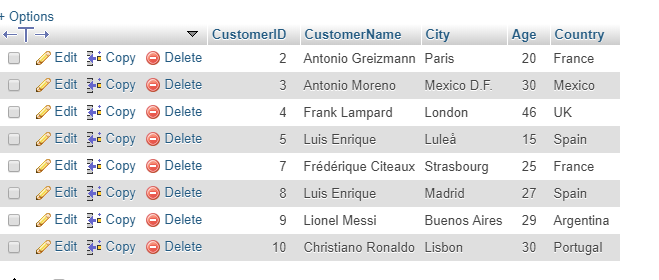 + Options
CustomerID CustomerName City Age Country
Edit Copy Delete 2 Antonio Greizmann Paris 20 France
Edit Copy Delete 3 Antonio Moreno Mexico D.F. 30 Mexico
Edit Copy Delete 4 Frank Lampard London 46 UK
Edit Copy Delete 5 Luis Enrique Luleå 15 Spain
Edit Copy Delete 7 Frédérique Citeaux Strasbourg 25 France
Edit Copy Delete 8 Luis Enrique Madrid 27 Spain
Edit Copy Delete 9 Lionel Messi Buenos Aires 29 Argentina
Edit Copy Delete 10 Christiano Ronaldo Lisbon 30 Portugal